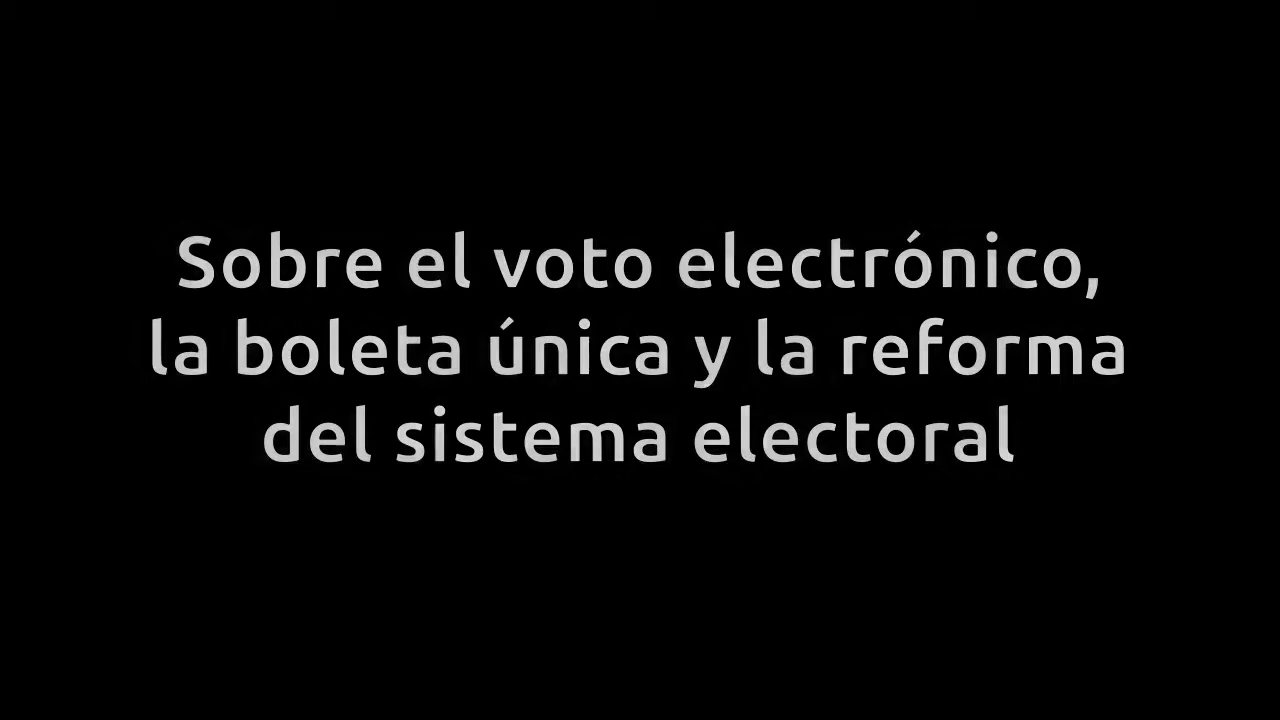 Sobre el voto electrónico,
la boleta única y la reforma
del sistema electoral